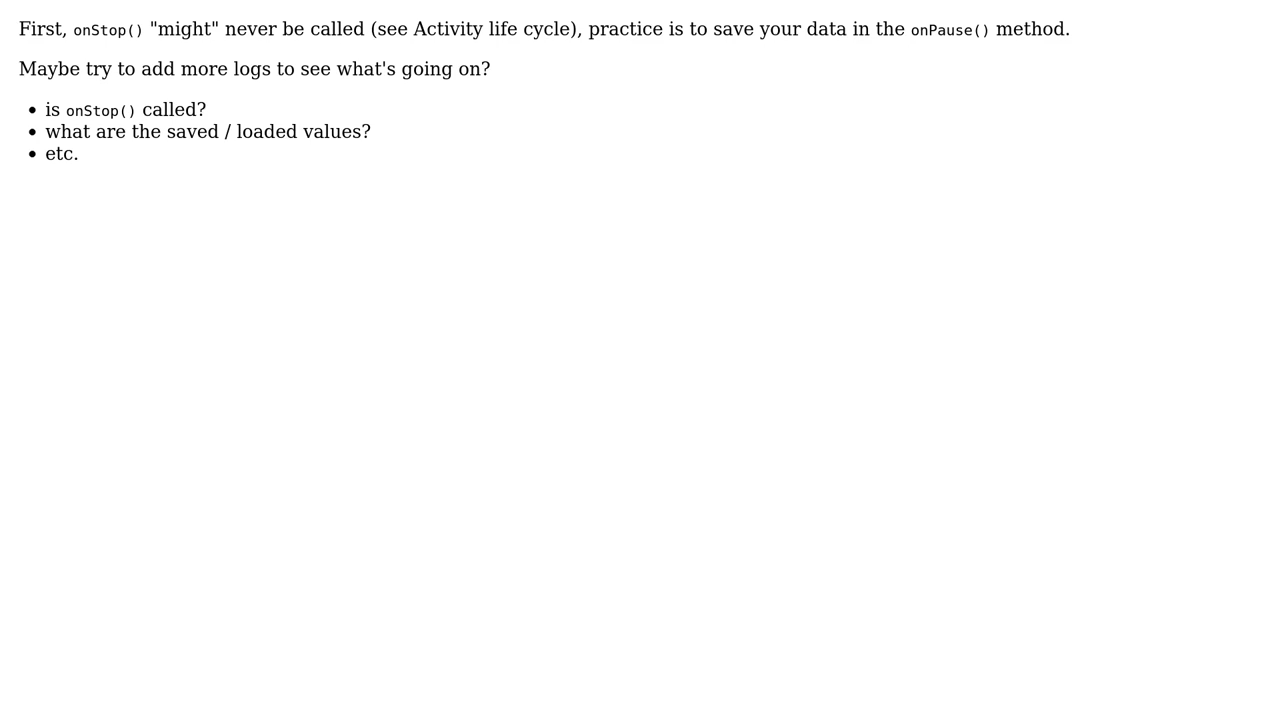 First, onStop() "might" never be called (see Activity life cycle), practice is to save your data in the onPause() method.
Maybe try to add more logs to see what's going on?
• is onStop() called?
• what are the saved / loaded values?
• etc.